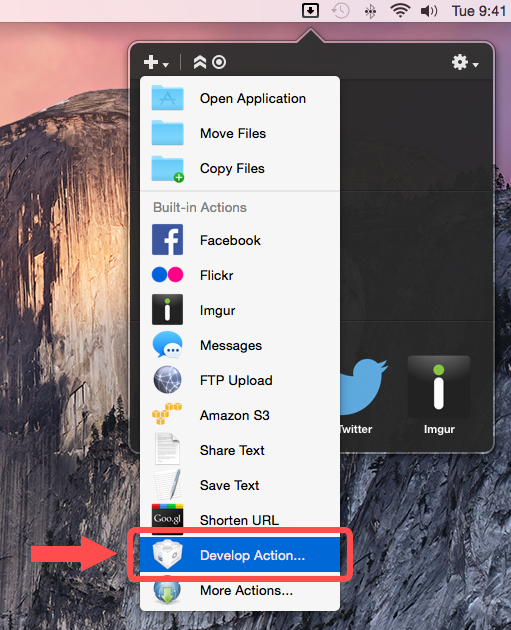 Tue 9:41
Open Application
Move Files
Copy Files
Built-in Actions
Facebook
Flickr
Imgur
Messages
FTP Upload
Amazon S3
Share Text
Save Text
Goo.gl
Shorten URL
Develop Action...
More Actions...
Twitter
Imgur